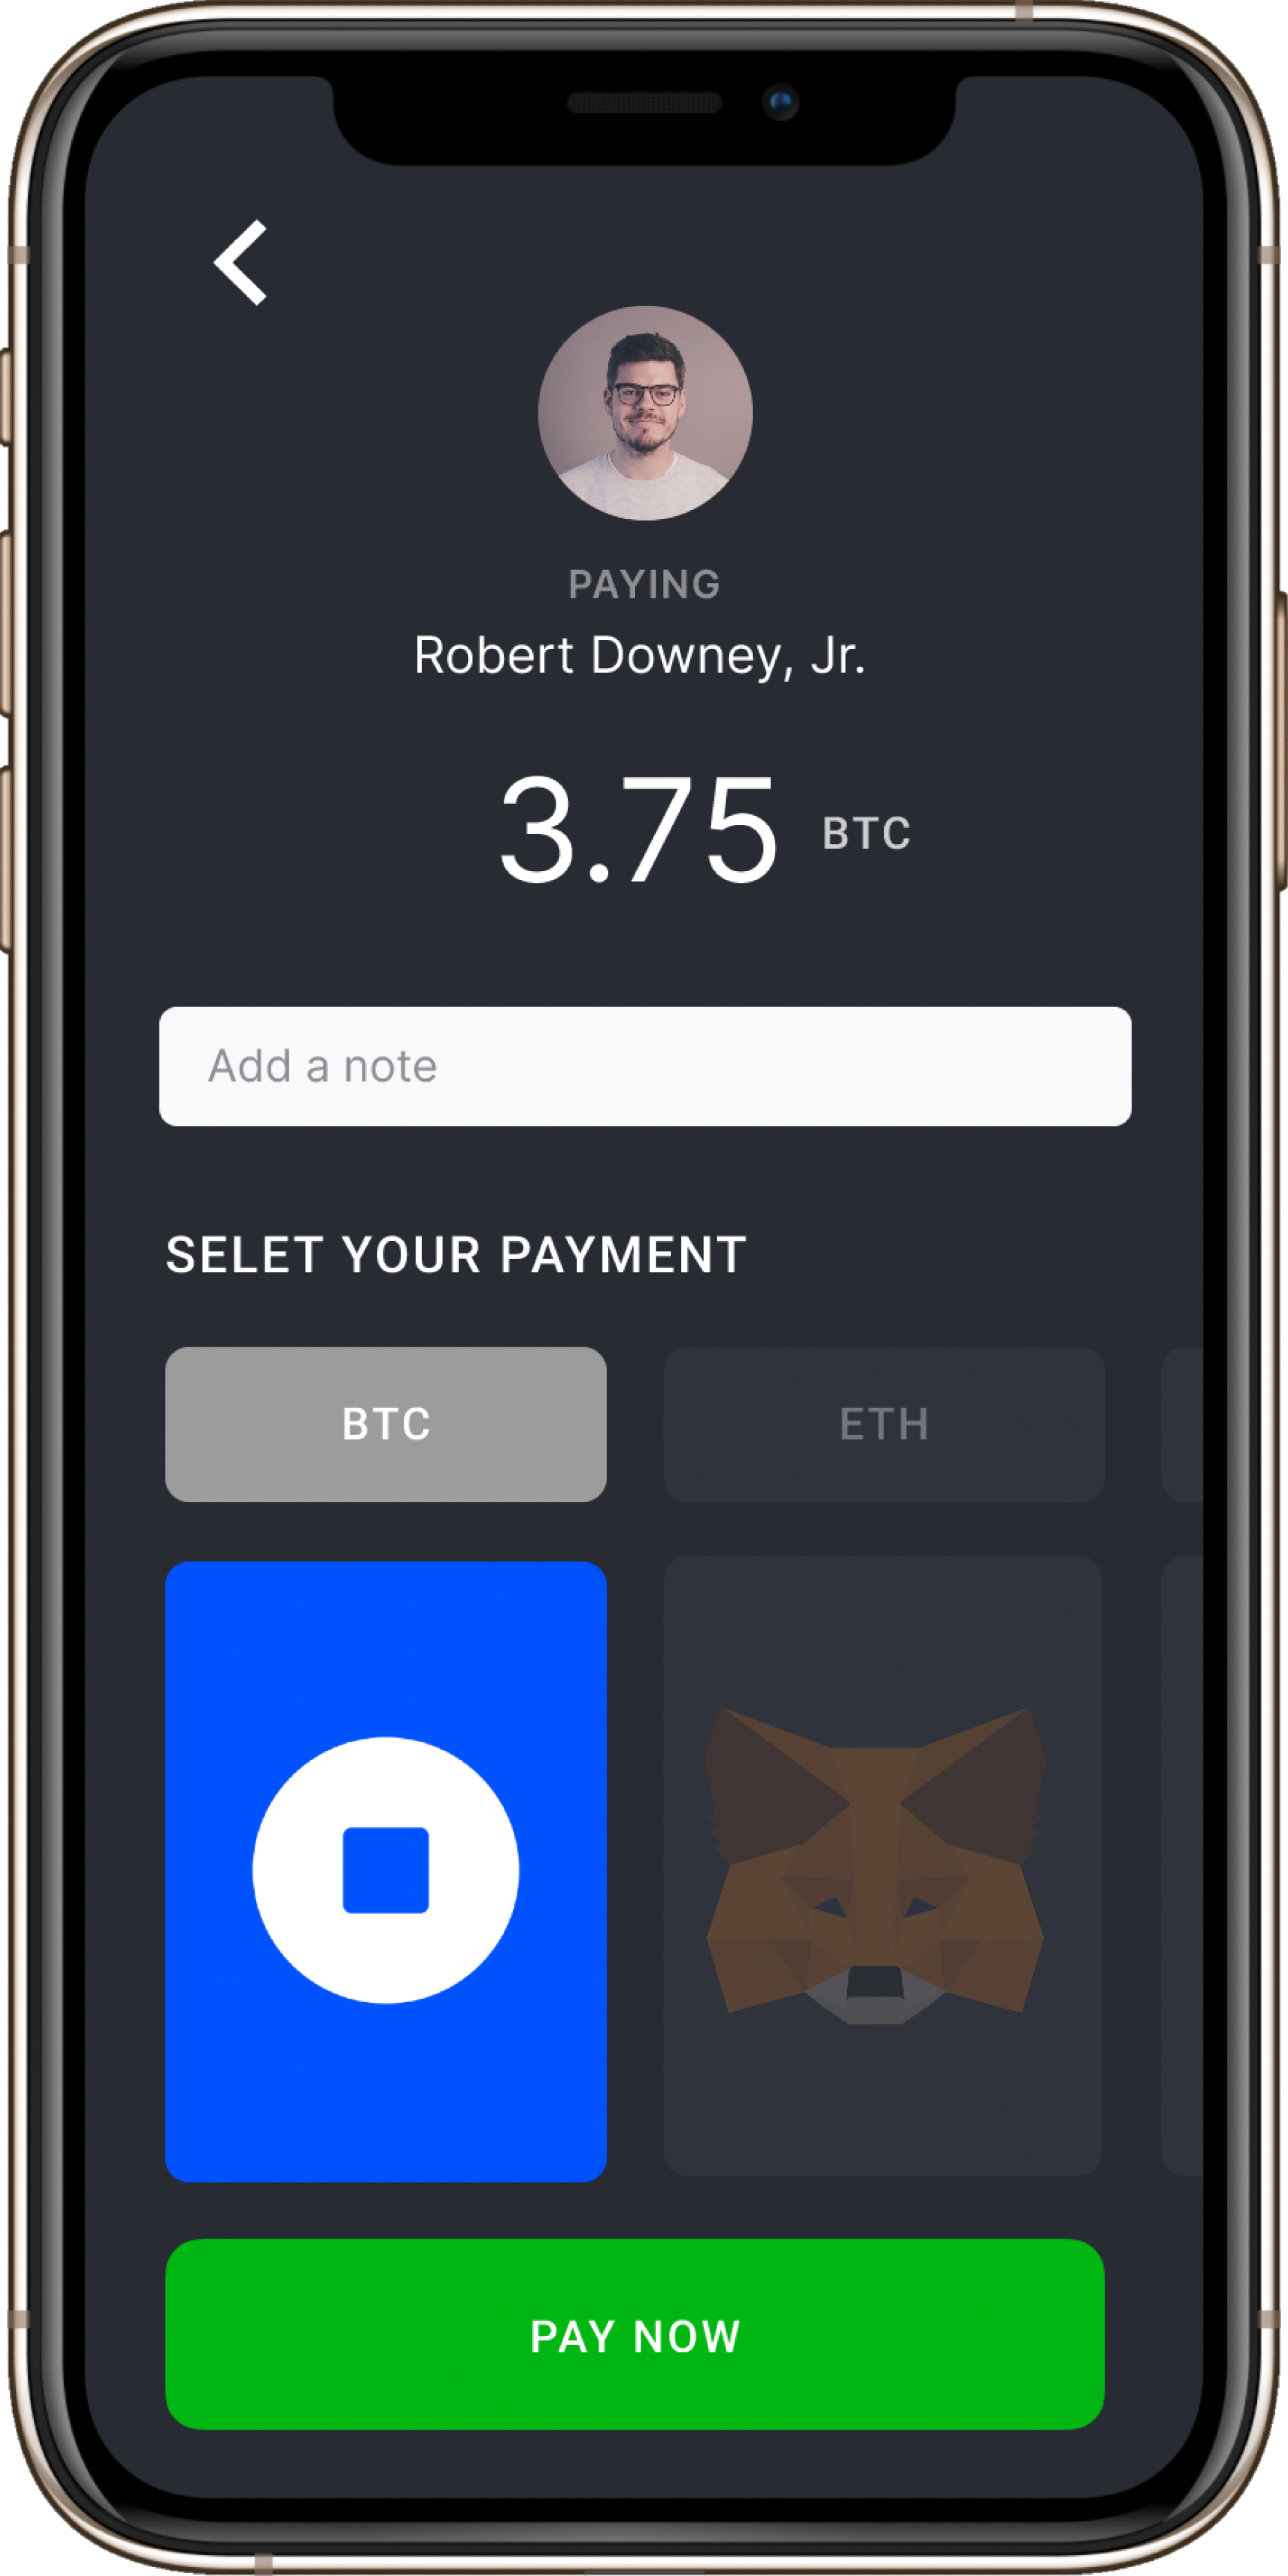 PAYING
Robert Downey, Jr.
3.75 BTC
Add a note
SELET YOUR PAYMENT
BTC ETH
PAY NOW